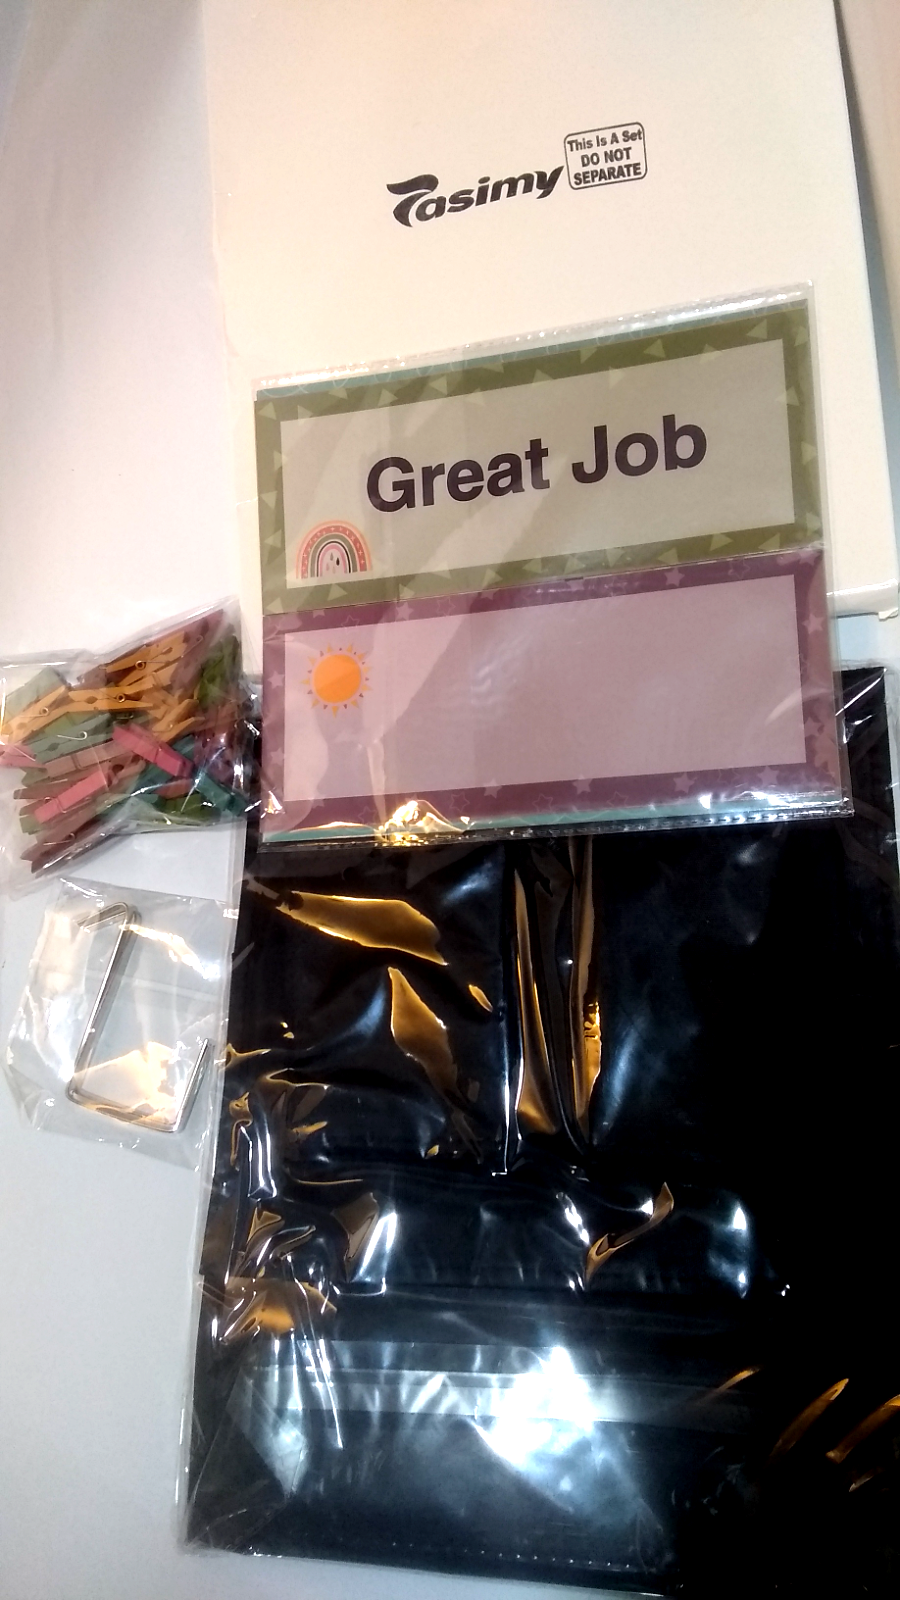 Tasimy
This Is A Set
DO NOT
SEPARATE
Great Job